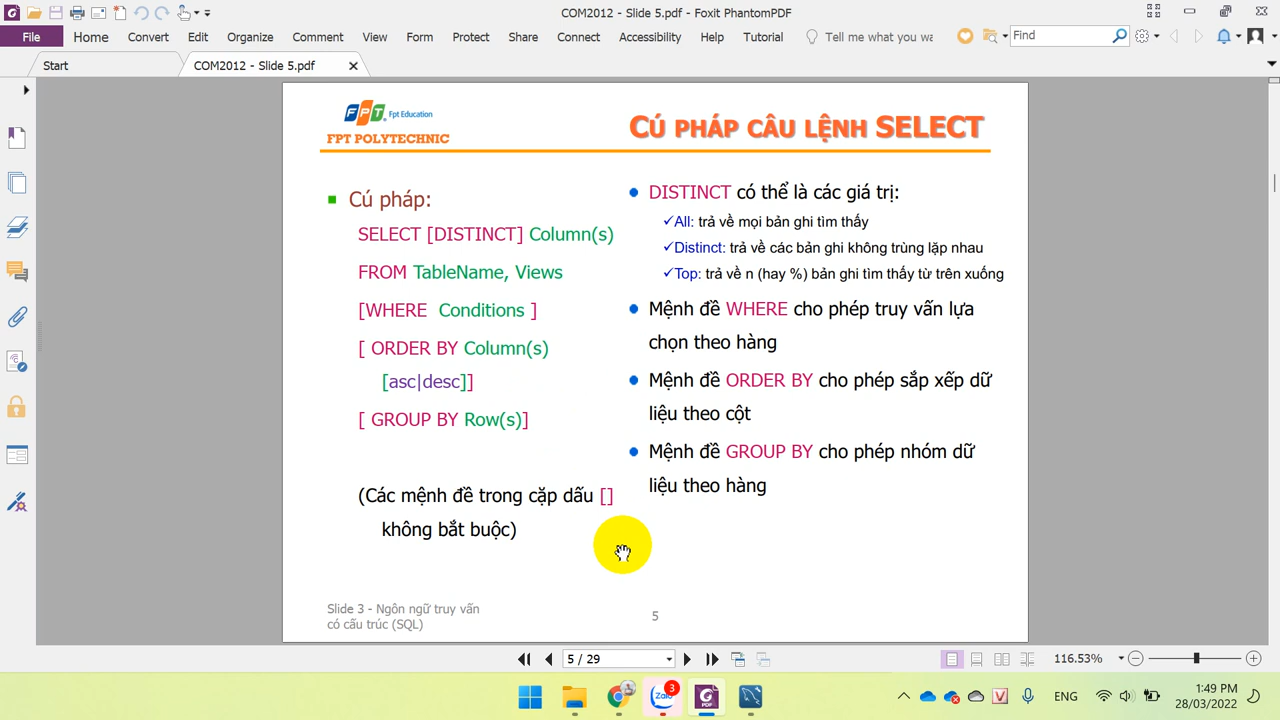 COM2012 - Slide 5.pdf - Foxit PhantomPDF
File Home Convert Edit Organize Comment View Form Protect Share Connect Accessibility Help Tutorial Tell me what you wa Find
Start COM2012 - Slide 5.pdf
FPT Fpt Education
FPT POLYTECHNIC
CÚ PHÁP CÂU LỆNH SELECT
Cú pháp:
SELECT [DISTINCT] Column(s)
FROM TableName, Views
[WHERE Conditions ]
[ ORDER BY Column(s)
[asc|desc]]
[ GROUP BY Row(s)]
(Các mệnh đề trong cặp dấu []
không bắt buộc)
DISTINCT có thể là các giá trị:
All: trả về mọi bản ghi tìm thấy
Distinct: trả về các bản ghi không trùng lặp nhau
Top: trả về n (hay %) bản ghi tìm thấy từ trên xuống
Mệnh đề WHERE cho phép truy vấn lựa
chọn theo hàng
Mệnh đề ORDER BY cho phép sắp xếp dữ
liệu theo cột
Mệnh đề GROUP BY cho phép nhóm dữ
liệu theo hàng
Slide 3 - Ngôn ngữ truy vấn
có cấu trúc (SQL)
5
5 / 29
116.53%
Zalo 3
PDF
V
ENG
1:49 PM
28/03/2022